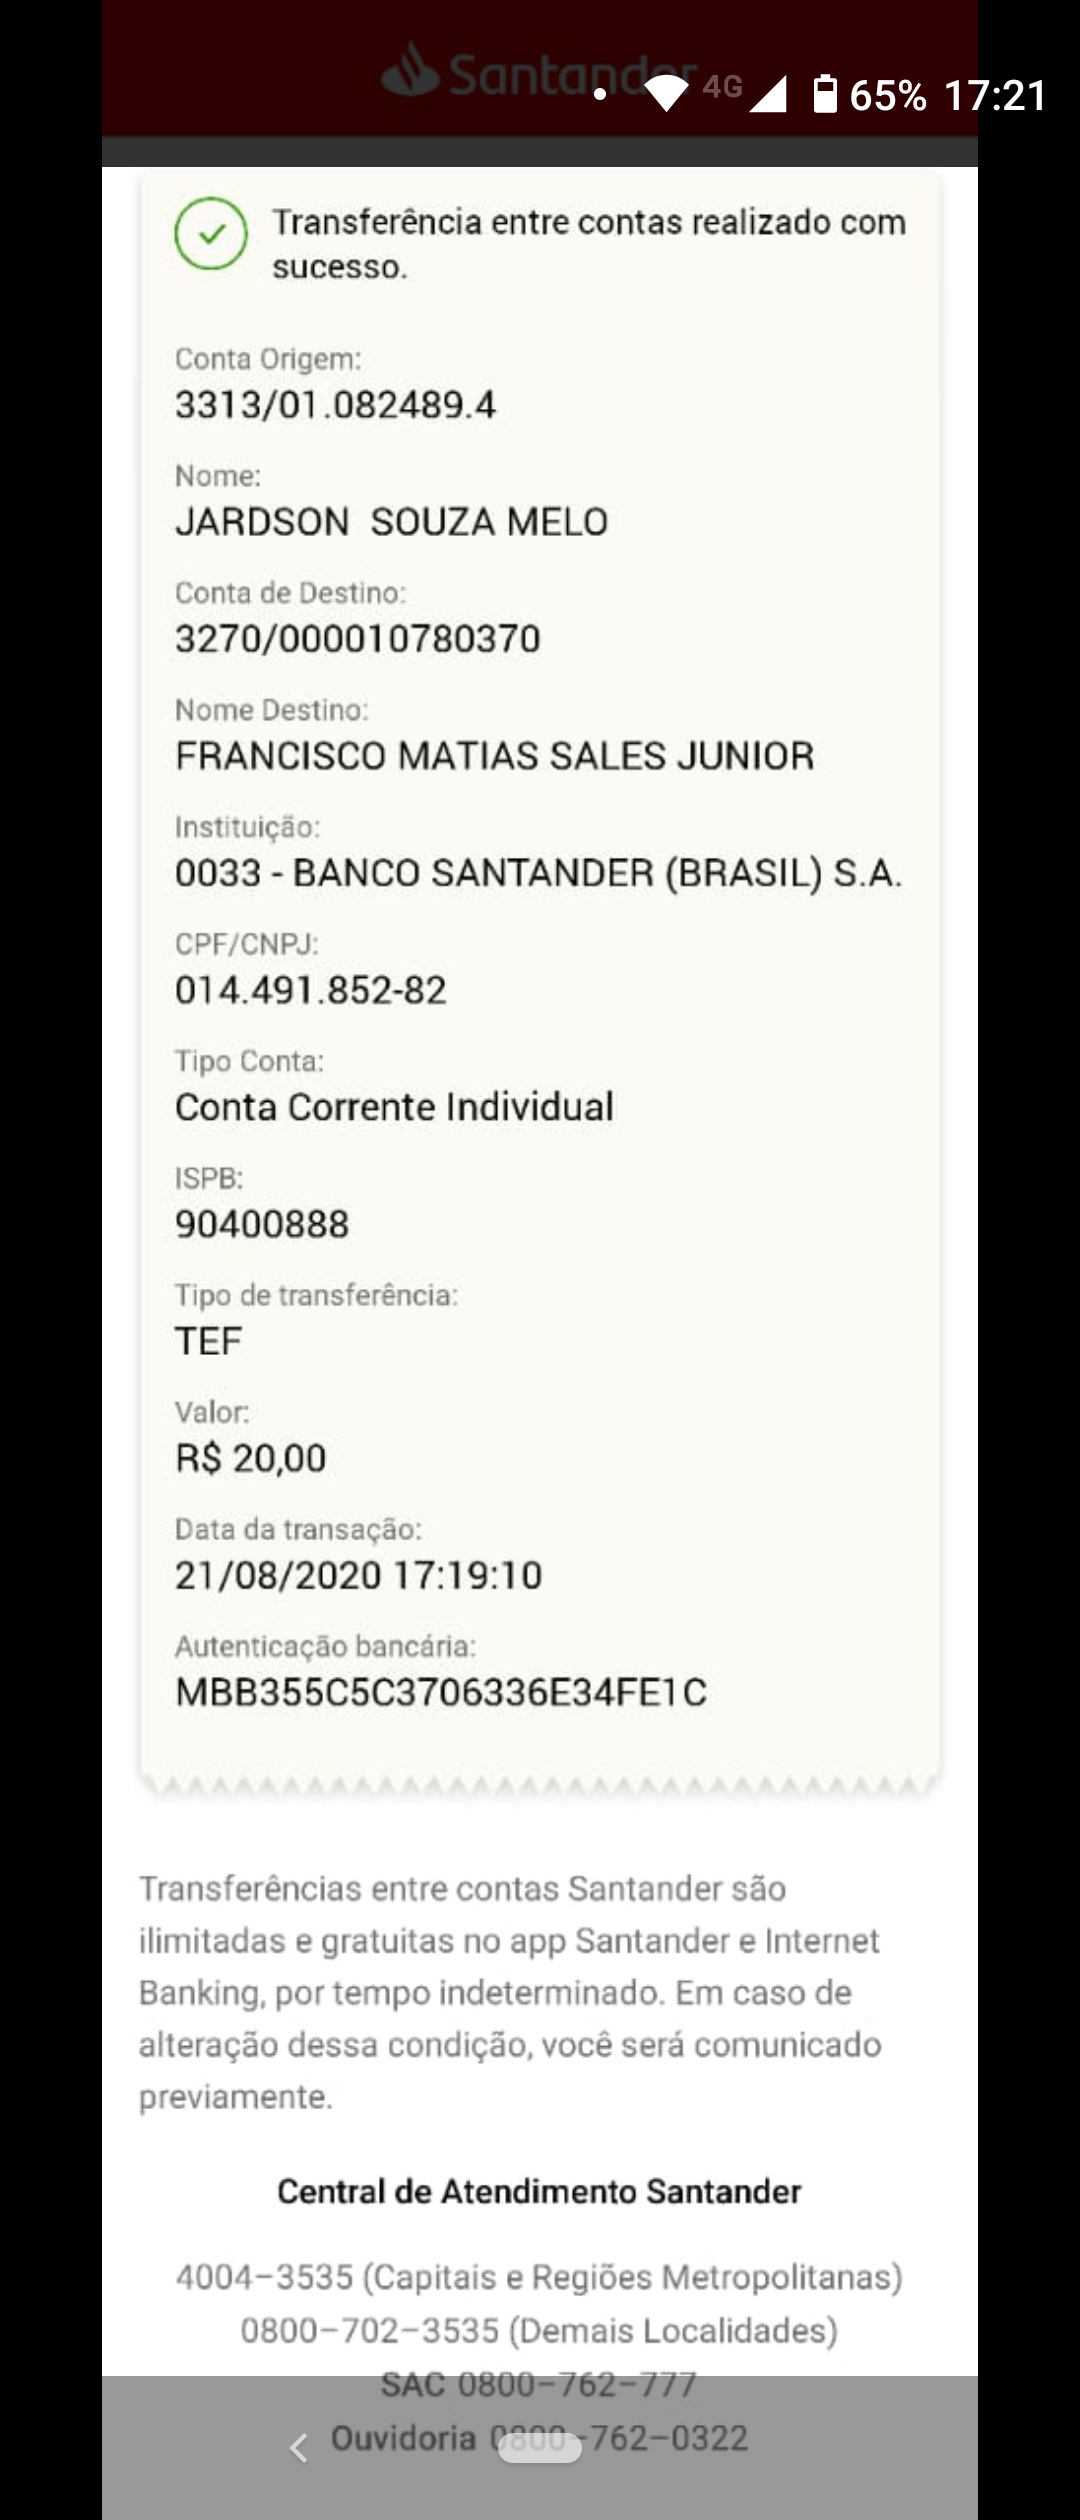 Santander
4G 65% 17:21
Transferência entre contas realizado com
sucesso.
Conta Origem:
3313/01.082489.4
Nome:
JARDSON  SOUZA MELO
Conta de Destino:
3270/000010780370
Nome Destino:
FRANCISCO MATIAS SALES JUNIOR
Instituição:
0033 - BANCO SANTANDER (BRASIL) S.A.
CPF/CNPJ:
014.491.852-82
Tipo Conta:
Conta Corrente Individual
ISPB:
90400888
Tipo de transferência:
TEF
Valor:
R$ 20,00
Data da transação:
21/08/2020 17:19:10
Autenticação bancária:
MBB355C5C3706336E34FE1C
Transferências entre contas Santander são
ilimitadas e gratuitas no app Santander e Internet
Banking, por tempo indeterminado. Em caso de
alteração dessa condição, você será comunicado
previamente.
Central de Atendimento Santander
4004–3535 (Capitais e Regiões Metropolitanas)
0800–702–3535 (Demais Localidades)
SAC 0800–762–777
Ouvidoria 0800–762–0322